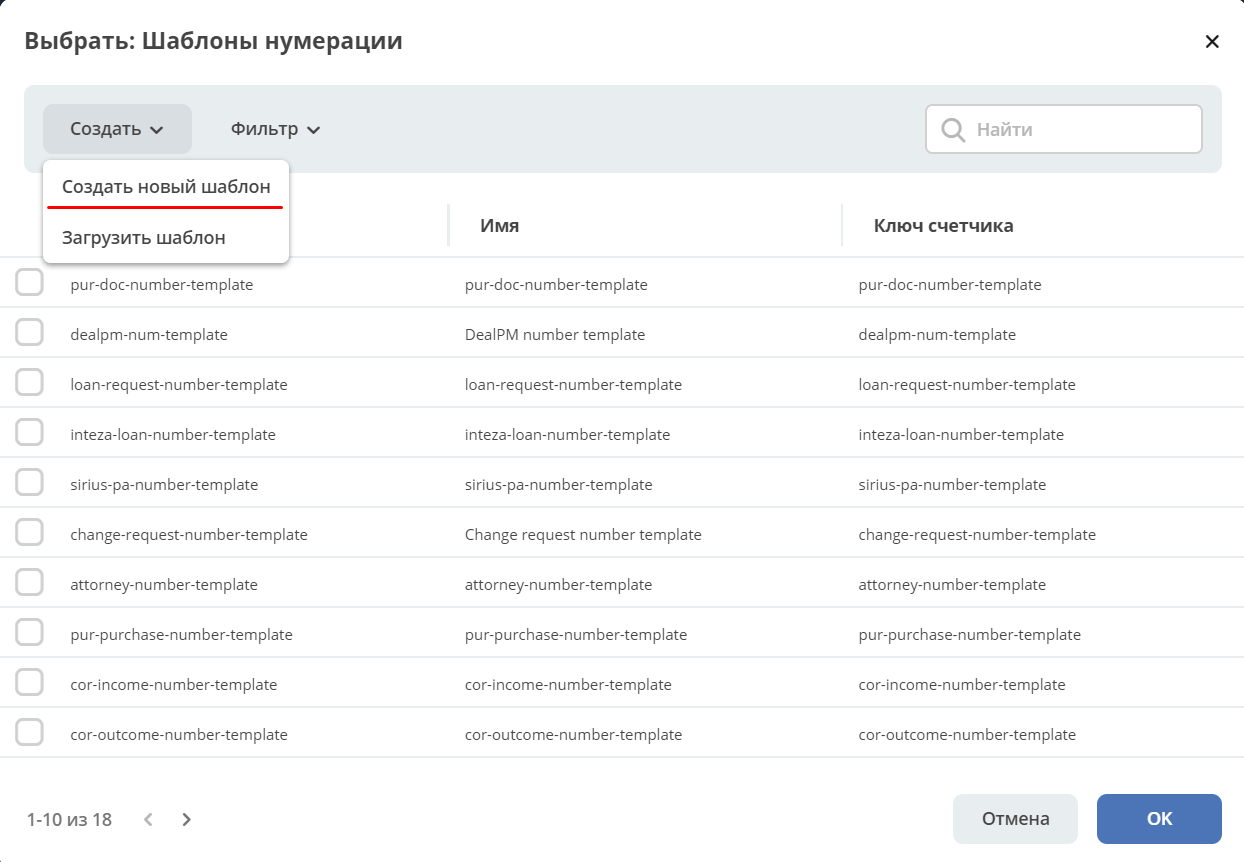 Выбрать: Шаблоны нумерации
Создать Фильтр Найти
Создать новый шаблон
Загрузить шаблон
Имя Ключ счетчика
pur-doc-number-template pur-doc-number-template pur-doc-number-template
dealpm-num-template DealPM number template dealpm-num-template
loan-request-number-template loan-request-number-template loan-request-number-template
inteza-loan-number-template inteza-loan-number-template inteza-loan-number-template
sirius-pa-number-template sirius-pa-number-template sirius-pa-number-template
change-request-number-template Change request number template change-request-number-template
attorney-number-template attorney-number-template attorney-number-template
pur-purchase-number-template pur-purchase-number-template pur-purchase-number-template
cor-income-number-template cor-income-number-template cor-income-number-template
cor-outcome-number-template cor-outcome-number-template cor-outcome-number-template
1-10 из 18 Отмена OK